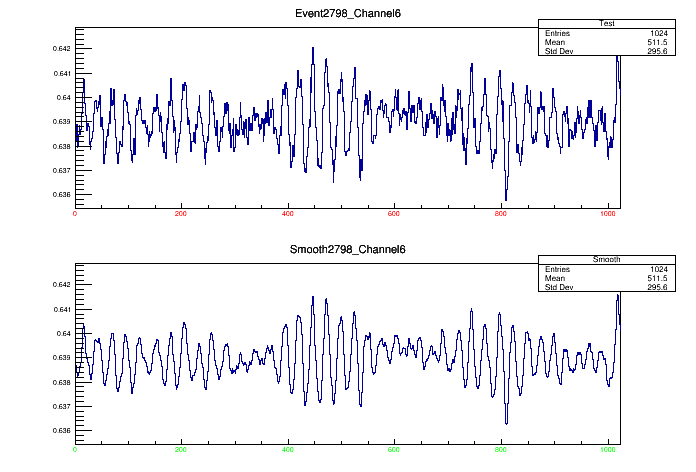 Event2798_Channel6
Test
Entries 1024
Mean 511.5
Std Dev 295.6
0.642
0.641
0.64
0.639
0.638
0.637
0.636
0 200 400 600 800 1000
Smooth2798_Channel6
Smooth
Entries 1024
Mean 511.5
Std Dev 295.6
0.642
0.641
0.64
0.639
0.638
0.637
0.636
0 200 400 600 800 1000